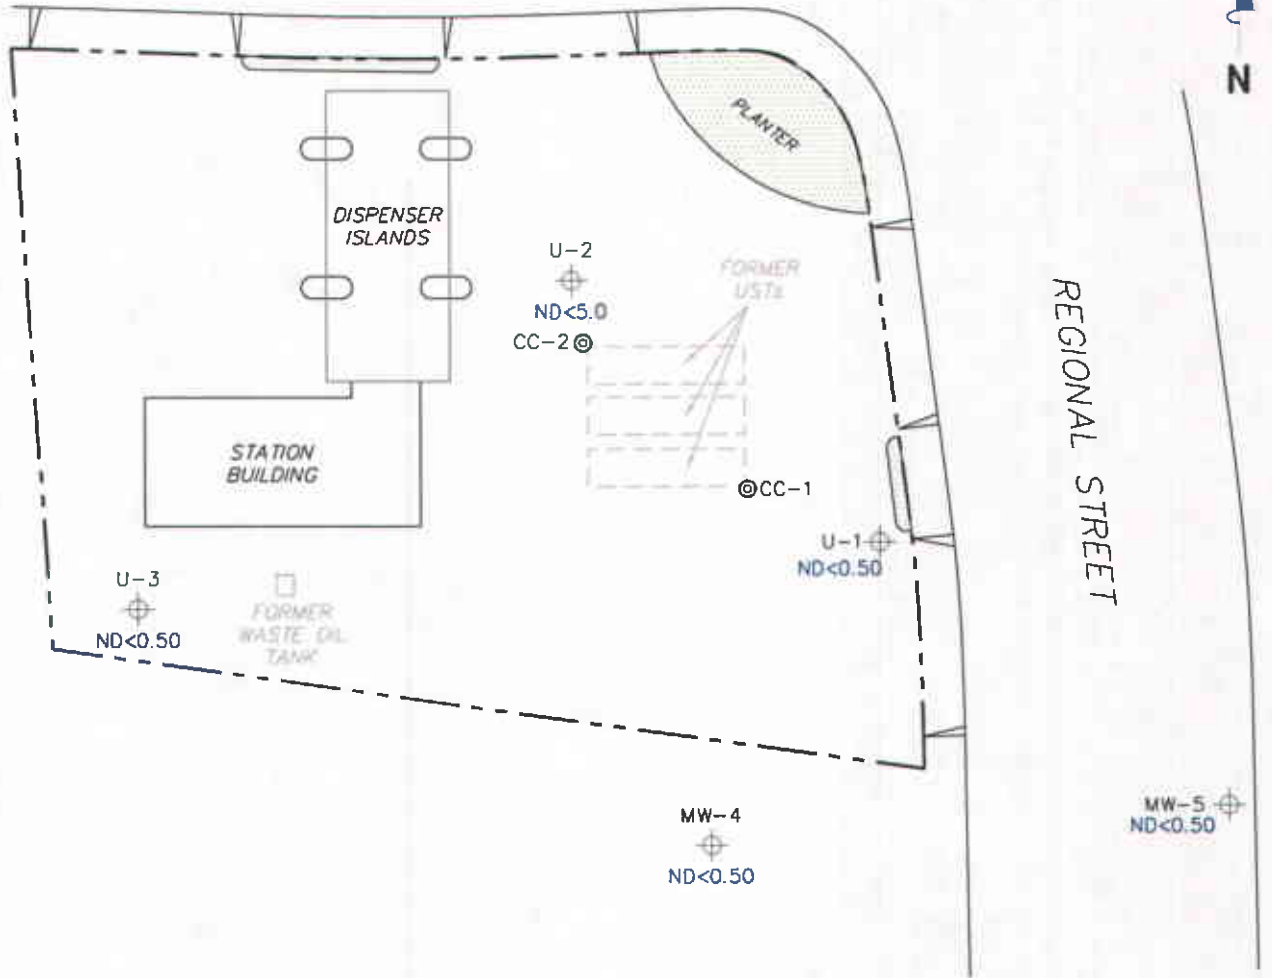 N
PLANTER
DISPENSER
ISLANDS
U-2
ND<5.0
FORMER
USTs
CC-2
REGIONAL STREET
STATION
BUILDING
CC-1
U-1
ND<0.50
U-3
ND<0.50
FORMER
WASTE OIL
TANK
MW-5
ND<0.50
MW-4
ND<0.50